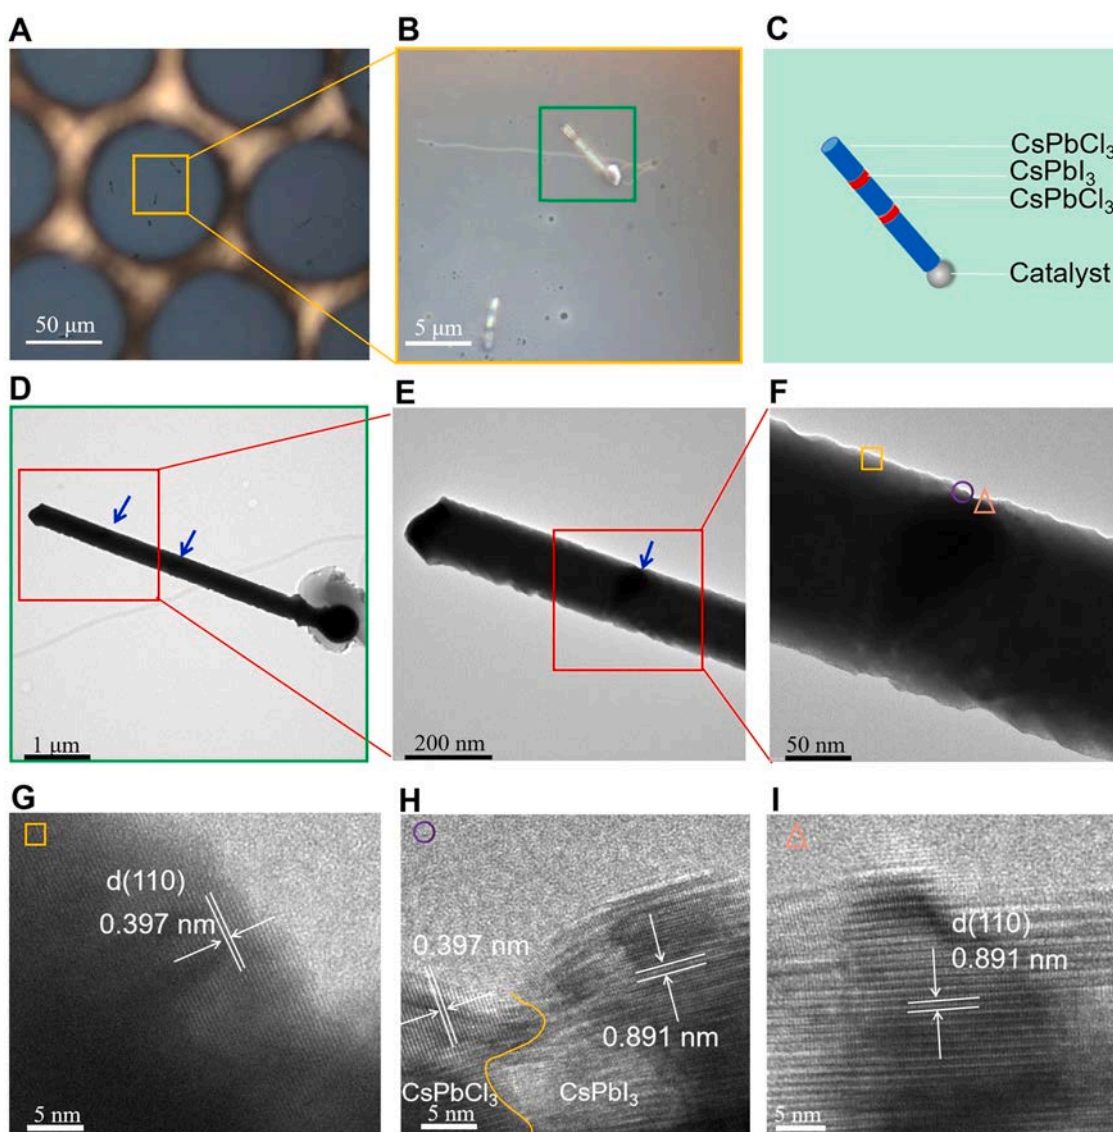 A
50 μm
B
5 μm
C
CsPbCl₃
CsPbI₃
CsPbCl₃
Catalyst
D
1 μm
E
200 nm
F
50 nm
G
d(110)
0.397 nm
5 nm
H
0.397 nm
0.891 nm
CsPbCl₃
CsPbI₃
5 nm
I
d(110)
0.891 nm
5 nm